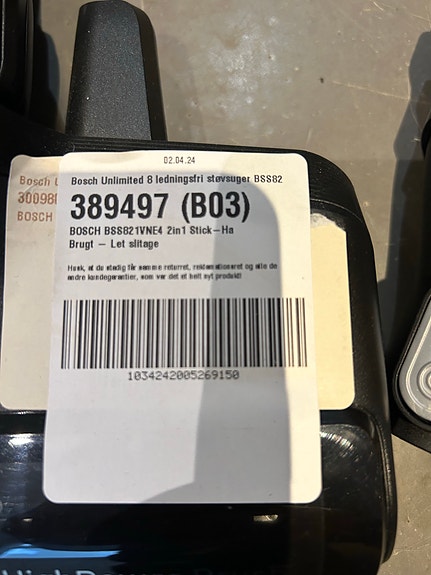 02.04.24
Bosch Unlimited 8 ledningsfri støvsuger BSS82
389497 (B03)
BOSCH BSS821VNE4 2in1 Stick-Ha
Brugt - Let slitage
Husk, at du stadig får samme returret, reklamationsret og alle de
andre kundegarantier, som var det et helt nyt produkt!
1034242005269150
Bosch
30098
BOSCH